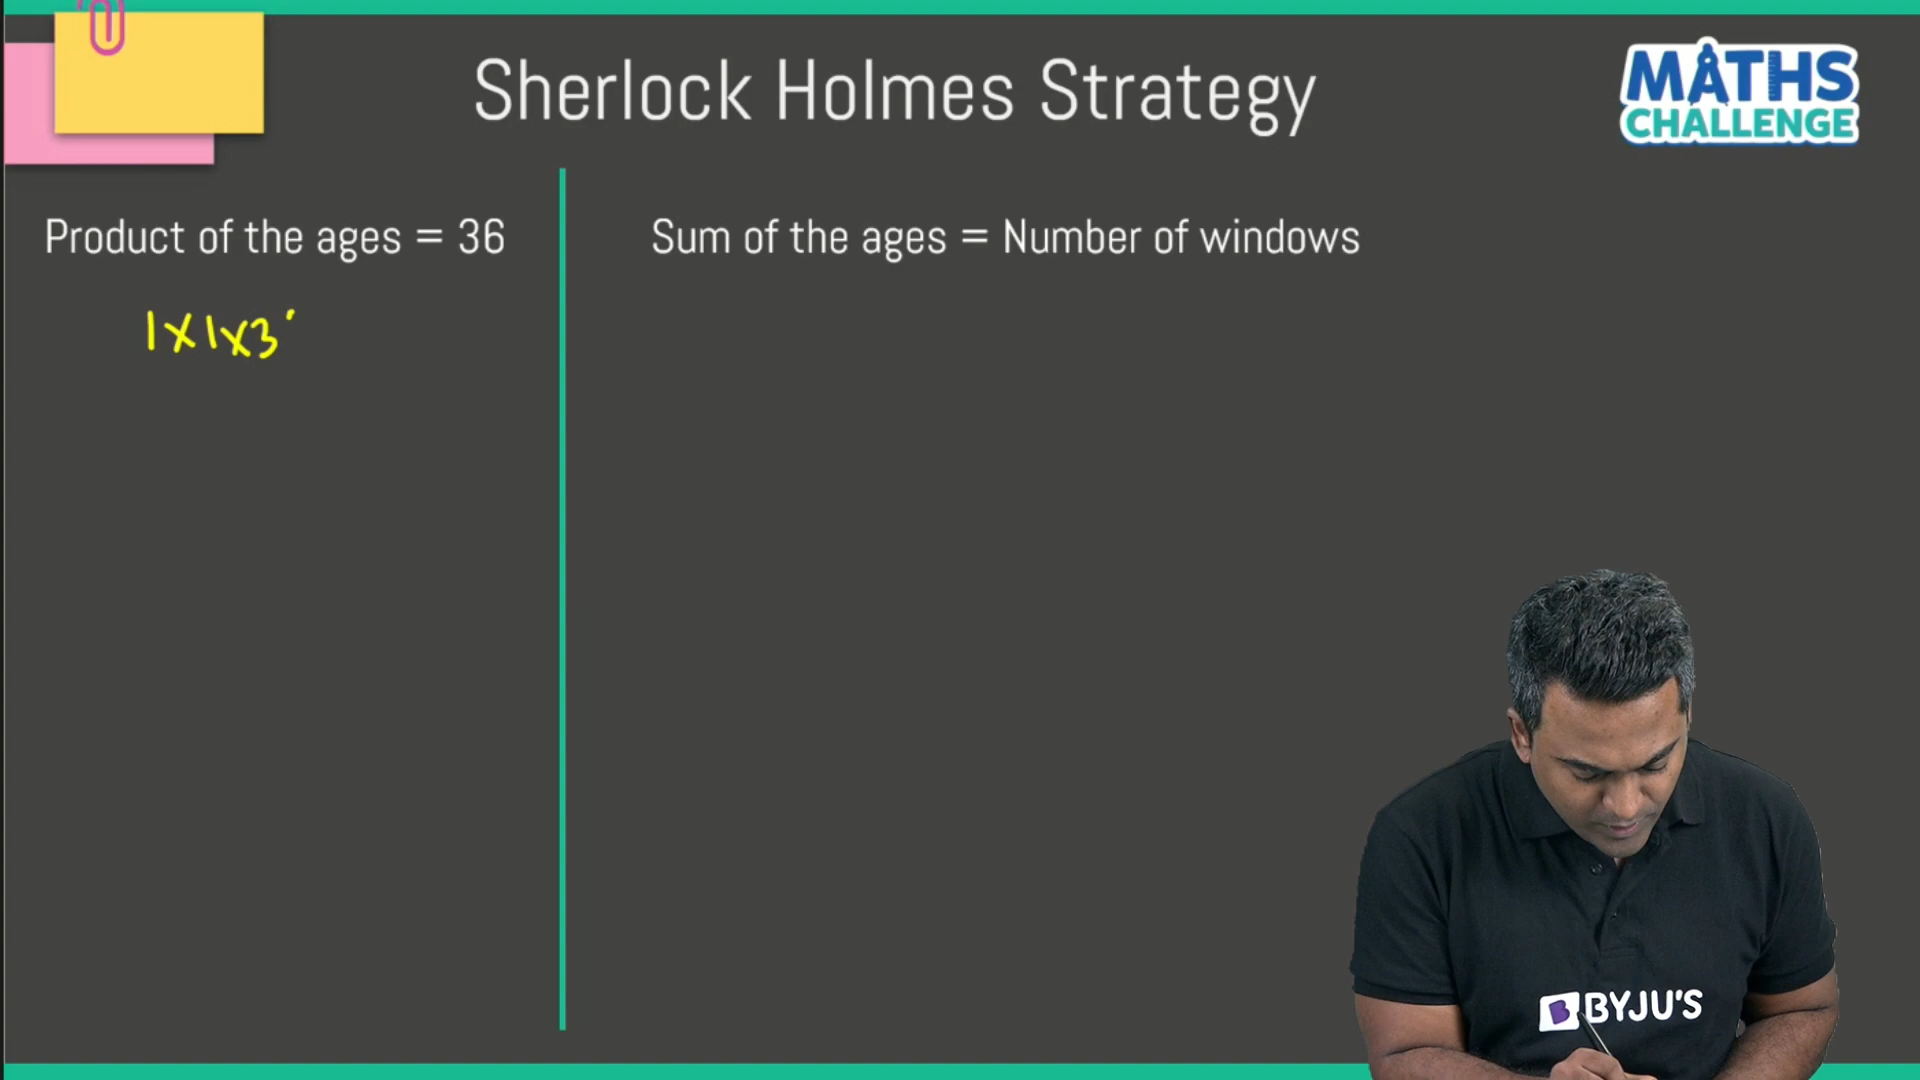 Sherlock Holmes Strategy
MATHS
CHALLENGE
Product of the ages = 36
Sum of the ages = Number of windows
1x1x3
B BYJU'S